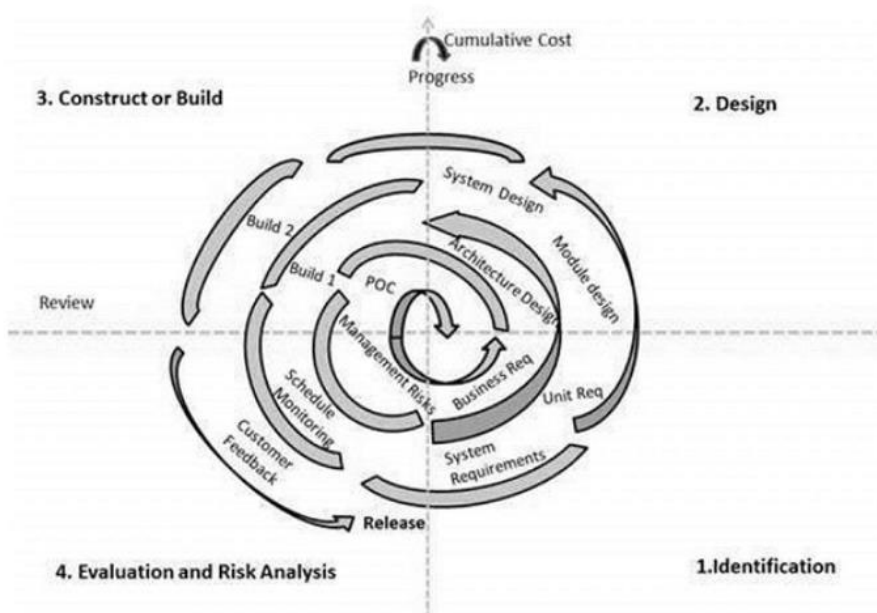 Cumulative Cost
Progress
3. Construct or Build
2. Design
System Design
Build 2
Architecture Design
Module design
Build 1
POC
Review
Management Risks
Business Req
Unit Req
Schedule
Monitoring
Customer
Feedback
System
Requirements
Release
4. Evaluation and Risk Analysis
1.Identification